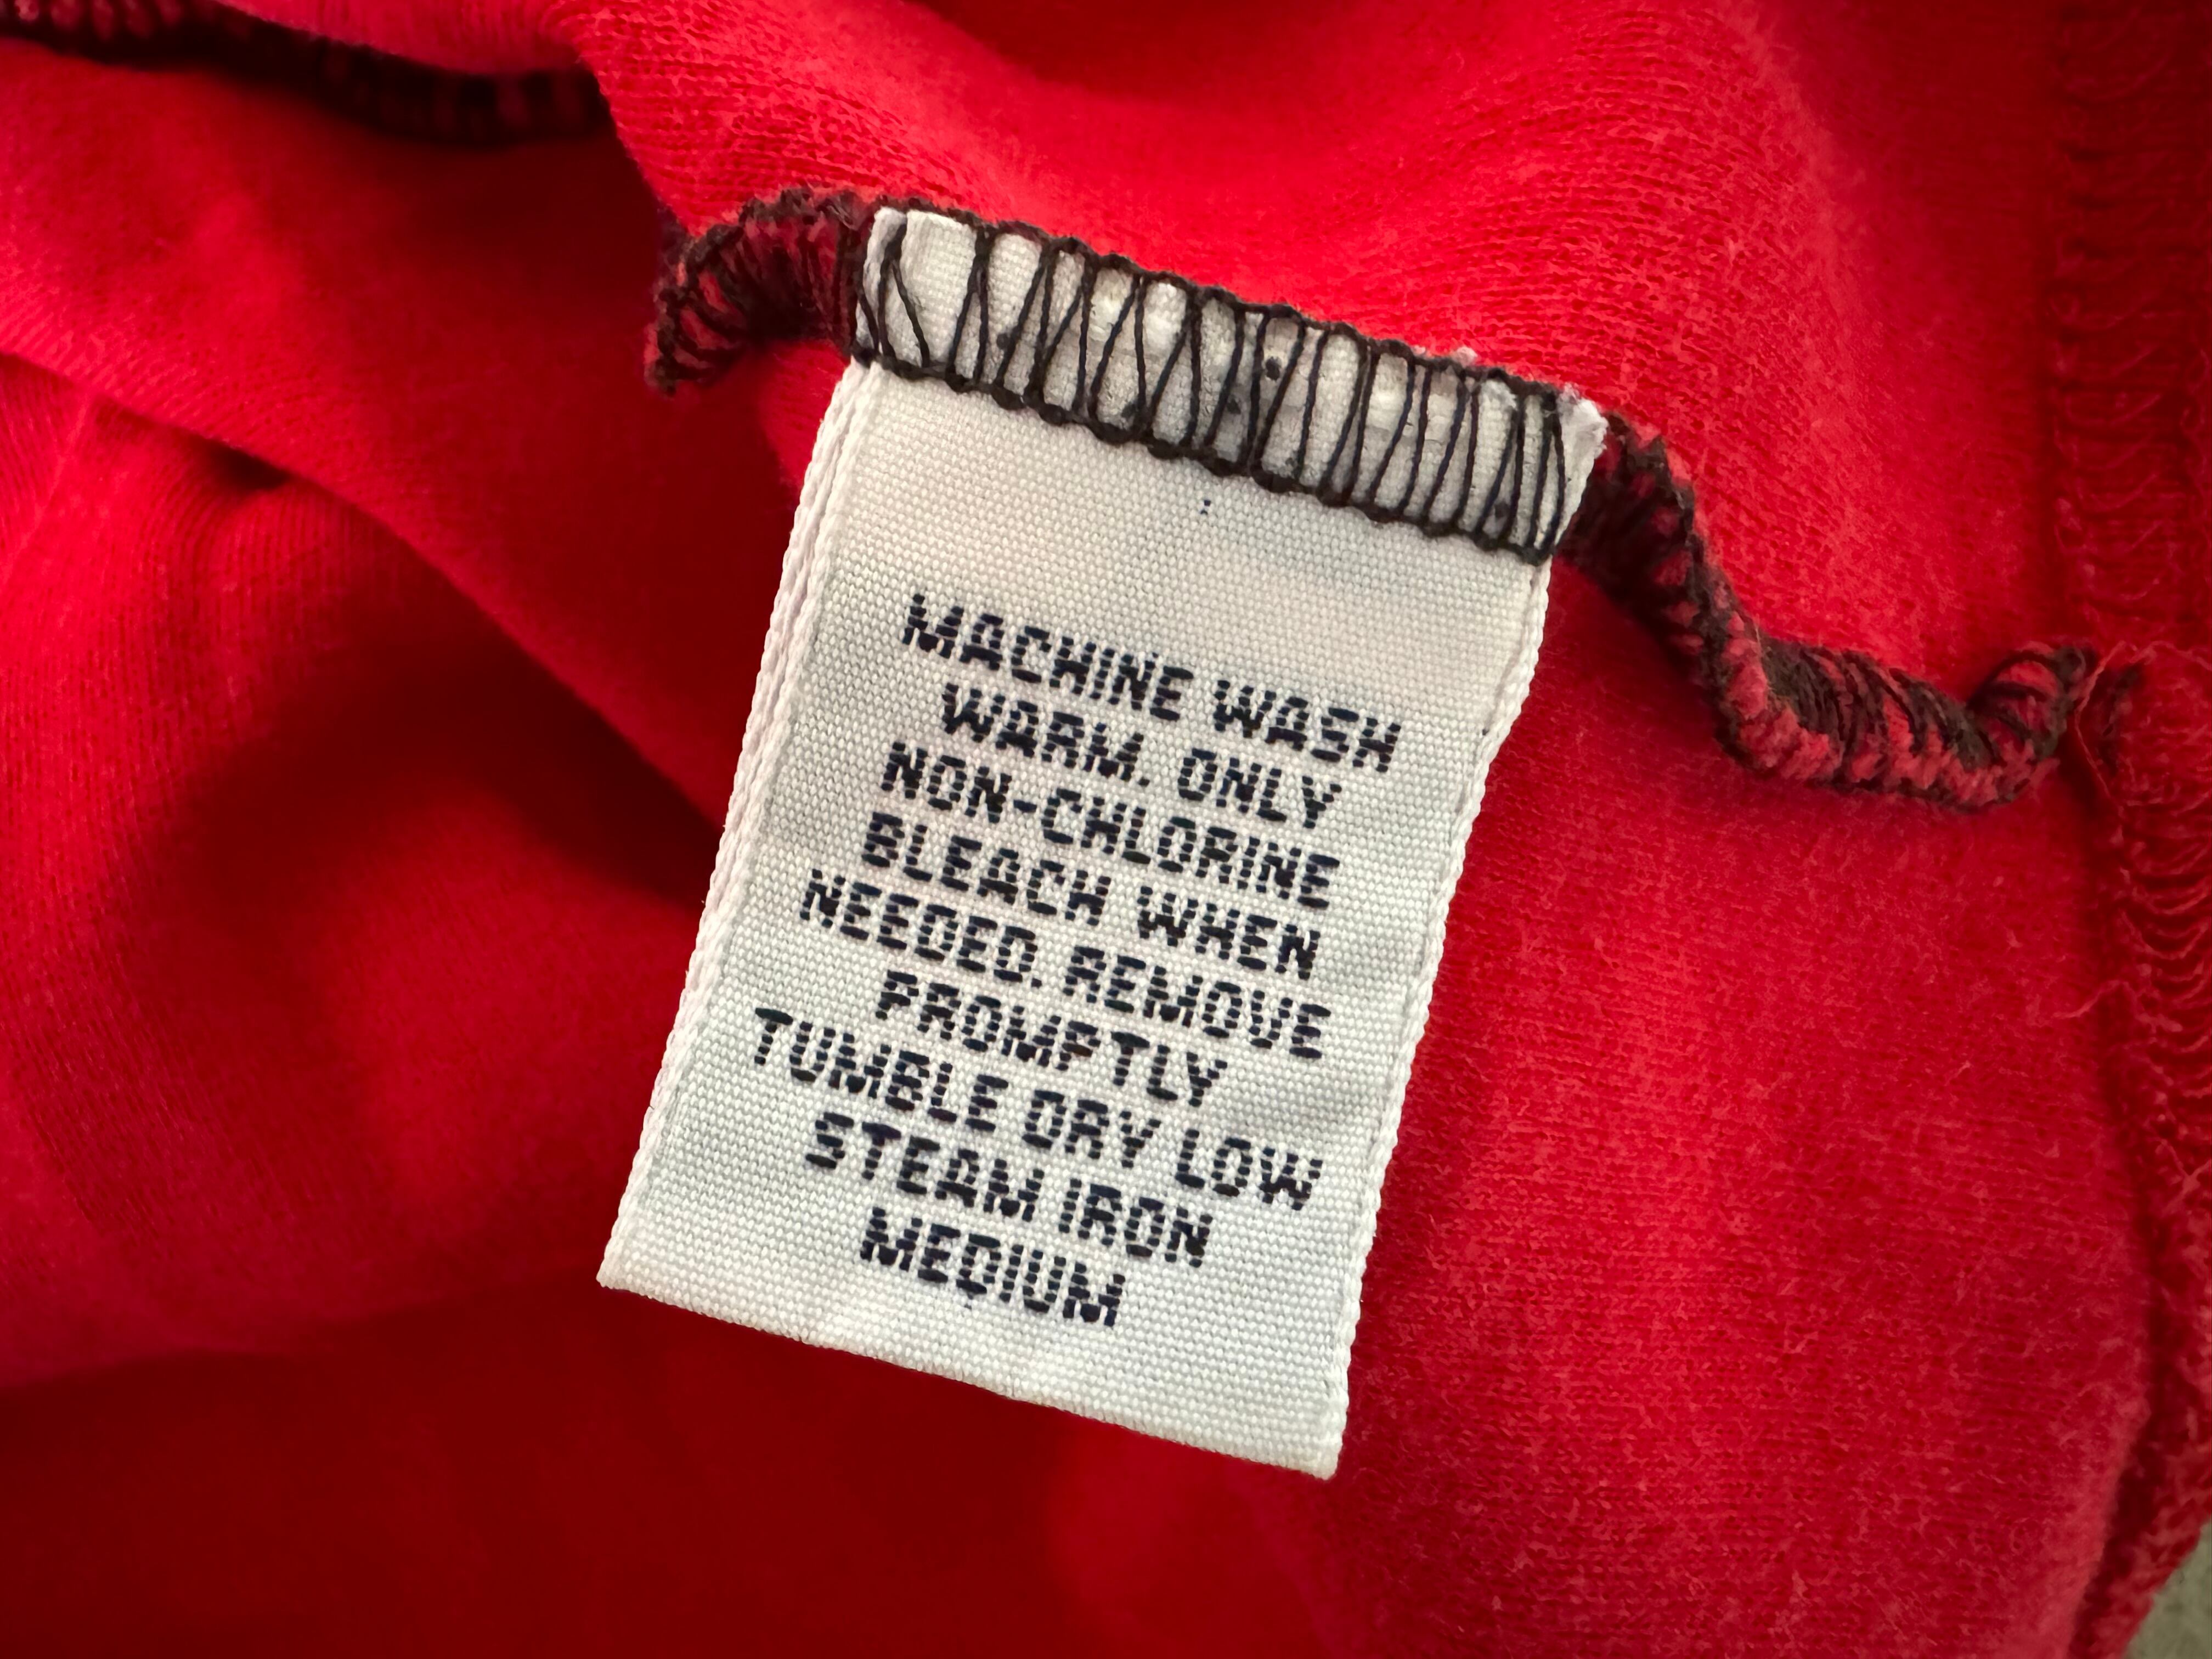 MACHINE WASH
WARM. ONLY
NON-CHLORINE
BLEACH WHEN
NEEDED. REMOVE
PROMPTLY
TUMBLE DRY LOW
STEAM IRON
MEDIUM